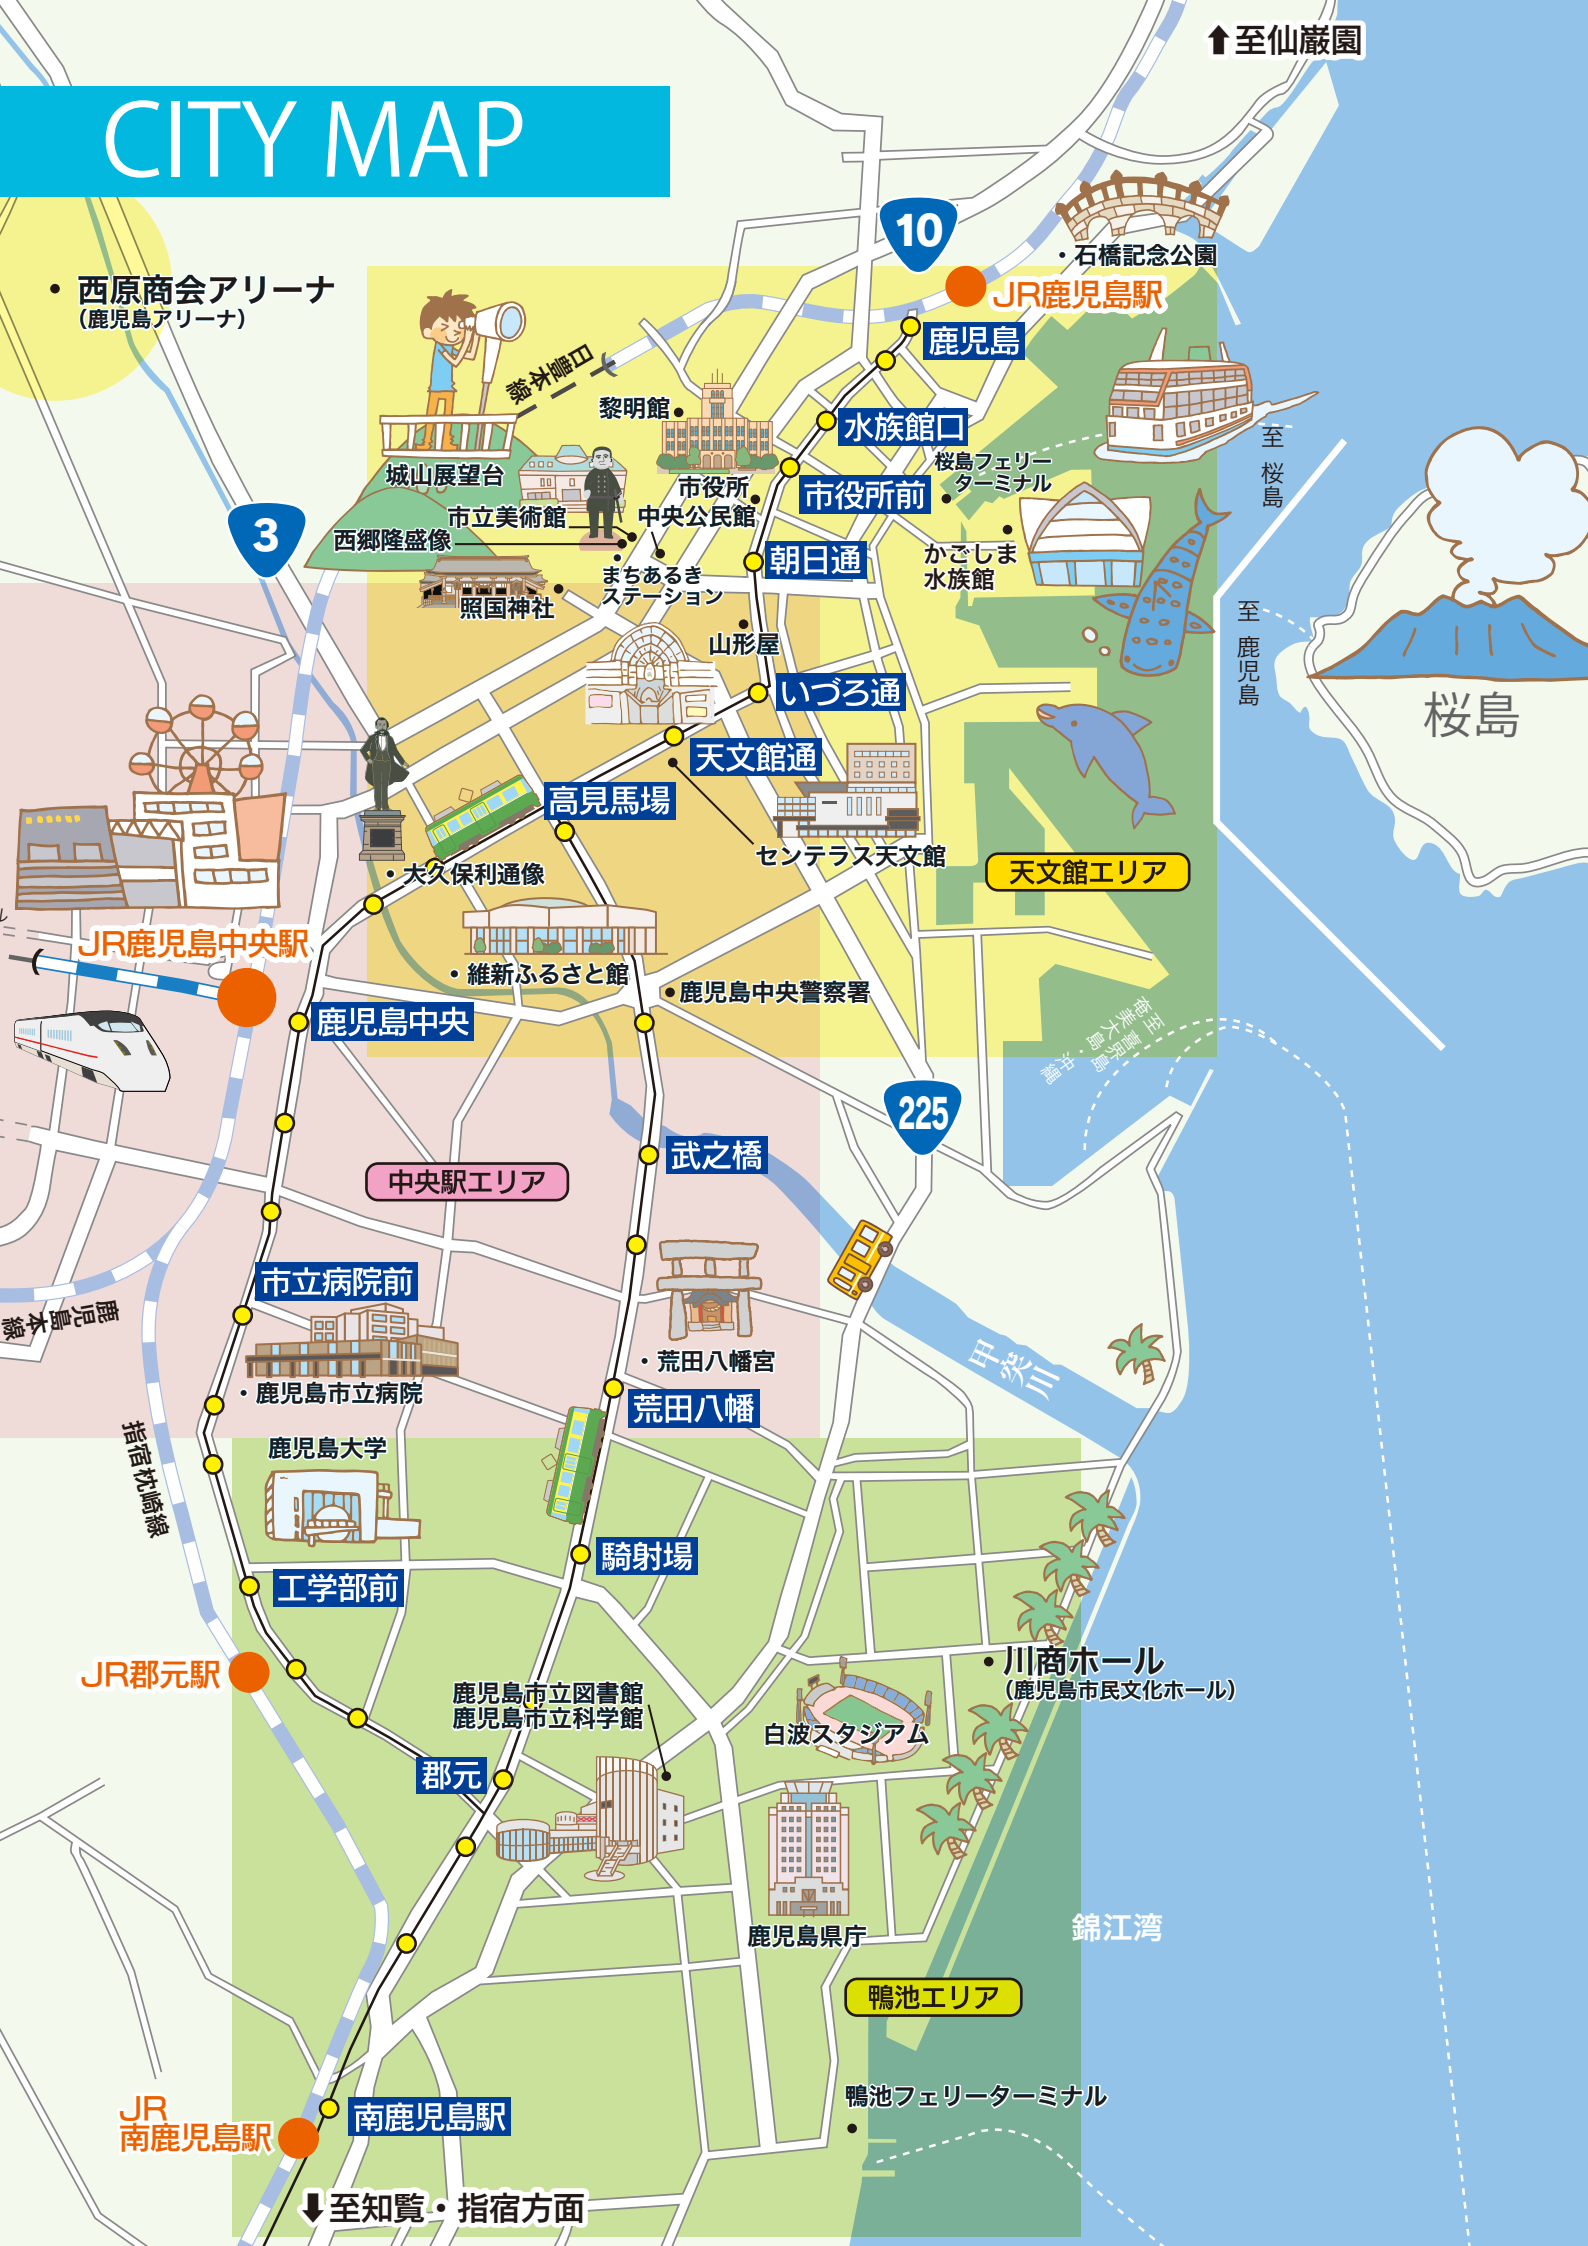 ↑至仙巌園
CITY MAP
10
・石橋記念公園
・西原商会アリーナ
（鹿児島アリーナ）
JR鹿児島駅
鹿児島
日豊本線
黎明館
水族館口
至 桜島
桜島フェリー
ターミナル
城山展望台
市役所
市役所前
市立美術館
中央公民館
3
西郷隆盛像
朝日通
かごしま
水族館
まちあるき
ステーション
照国神社
至 鹿児島
山形屋
いづろ通
桜島
天文館通
高見馬場
センテラス天文館
天文館エリア
・大久保利通像
JR鹿児島中央駅
・維新ふるさと館
鹿児島中央警察署
鹿児島中央
至喜界島
奄美大島・沖縄
225
武之橋
中央駅エリア
市立病院前
鹿児島本線
・荒田八幡宮
甲突川
・鹿児島市立病院
荒田八幡
指宿枕崎線
鹿児島大学
騎射場
工学部前
JR郡元駅
川商ホール
（鹿児島市民文化ホール）
鹿児島市立図書館
鹿児島市立科学館
白波スタジアム
郡元
鹿児島県庁
錦江湾
鴨池エリア
鴨池フェリーターミナル
JR
南鹿児島駅
南鹿児島駅
↓至知覧・指宿方面